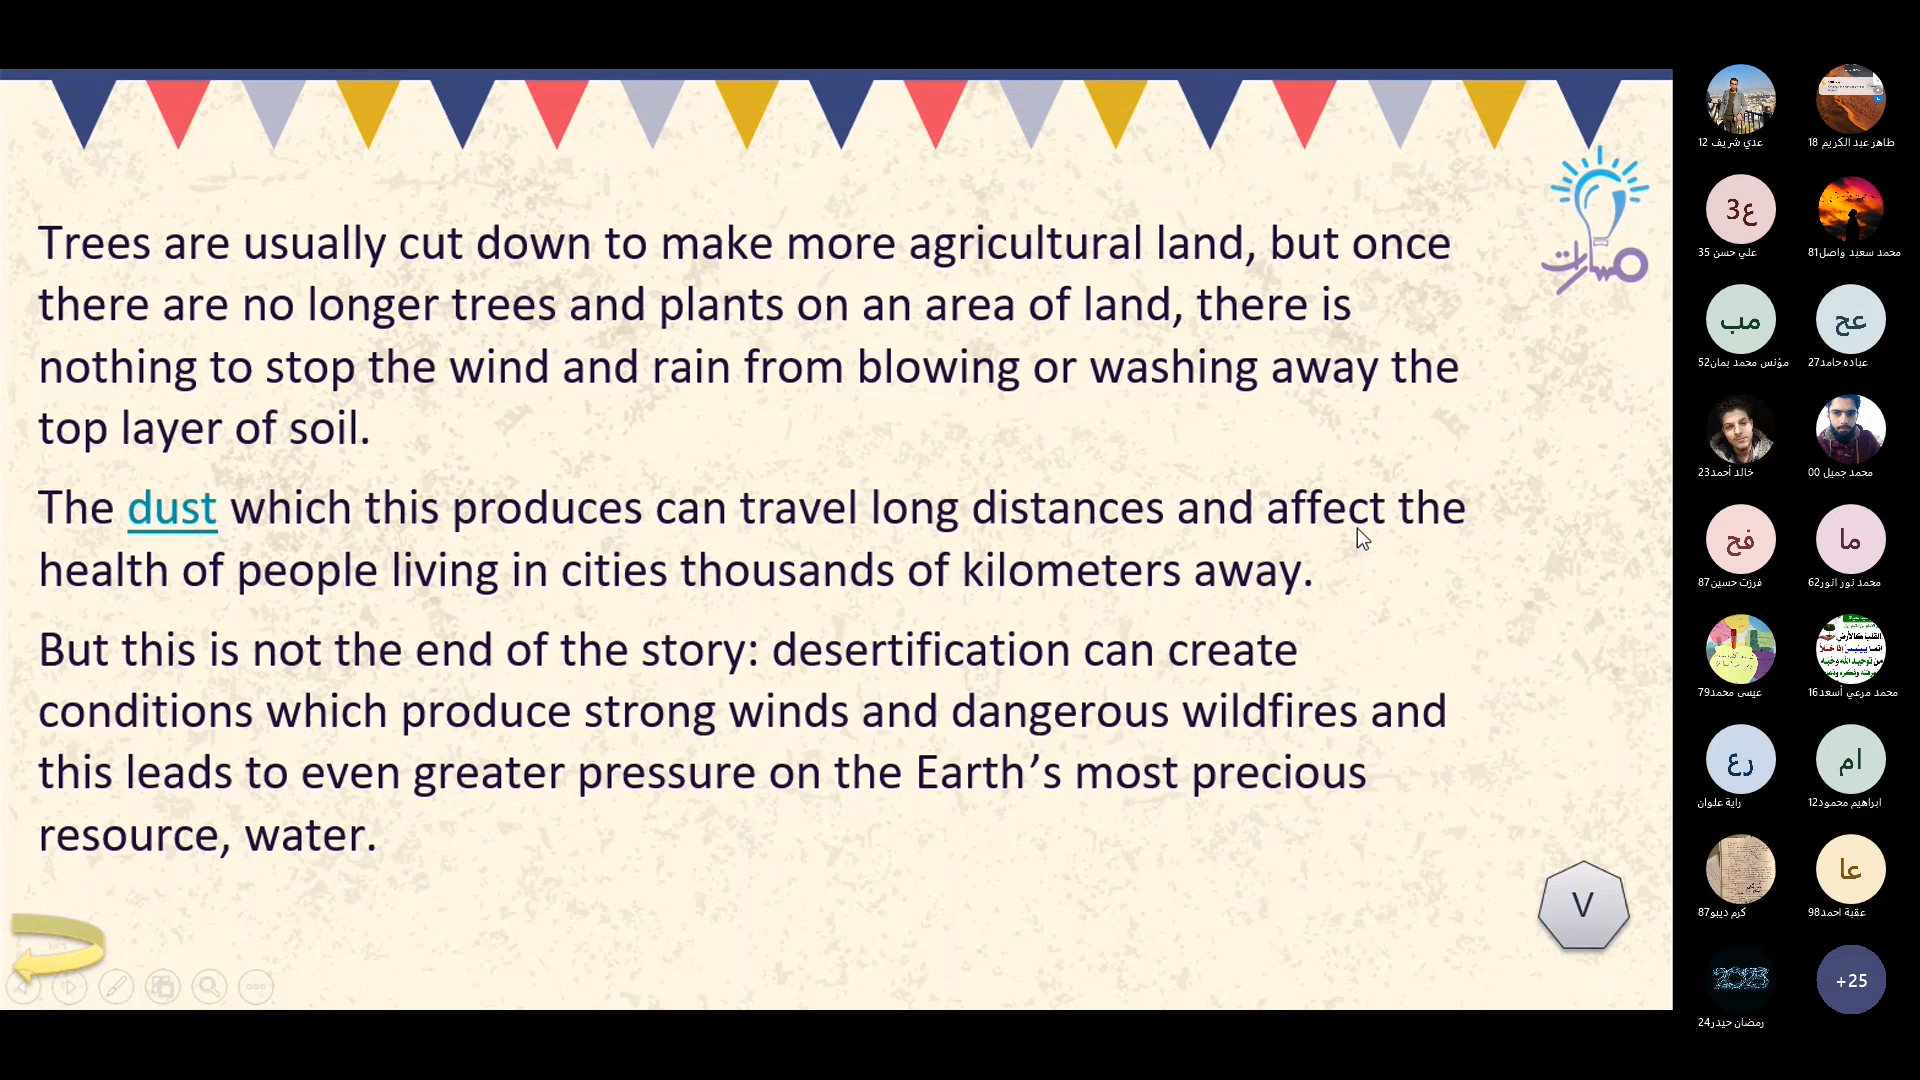 Trees are usually cut down to make more agricultural land, but once
there are no longer trees and plants on an area of land, there is
nothing to stop the wind and rain from blowing or washing away the
top layer of soil.
The dust which this produces can travel long distances and affect the
health of people living in cities thousands of kilometers away.
But this is not the end of the story: desertification can create
conditions which produce strong winds and dangerous wildfires and
this leads to even greater pressure on the Earth’s most precious
resource, water.
V
مسارات
عدي شريف 12
طاهر عبد الكريم 18
ع3
علي حسن 35
محمد سعيد واصل81
مب
مؤنس محمد يمان52
عح
عباده حامد27
خالد أحمد23
محمد جميل 00
فح
فرزت حسين87
ما
محمد نور انور62
عيسى محمد79
القلب كالأرض
محمد مرعي أسعد16
رع
راية علوان
ام
ابراهيم محمود12
كرم ديبو87
عا
عقبة احمد98
2023
رمضان حيدر24
+25